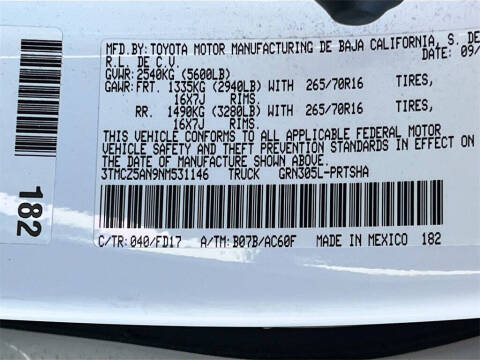 MFD.BY: TOYOTA MOTOR MANUFACTURING DE BAJA CALIFORNIA, S. DE
R.L. DE C.V. DATE: 09/
GVWR: 2540KG (5600LB)
GAWR: FRT. 1335KG (2940LB) WITH 265/70R16 TIRES,
16X7J RIMS.
RR. 1490KG (3280LB) WITH 265/70R16 TIRES,
16X7J RIMS.
THIS VEHICLE CONFORMS TO ALL APPLICABLE FEDERAL MOTOR
VEHICLE SAFETY AND THEFT PREVENTION STANDARDS IN EFFECT ON
THE DATE OF MANUFACTURE SHOWN ABOVE.
3TMCZ5AN9NM531146 TRUCK GRN305L-PRTSHA
C/TR: 040/FD17 A/TM: B07B/AC60F MADE IN MEXICO 182
182